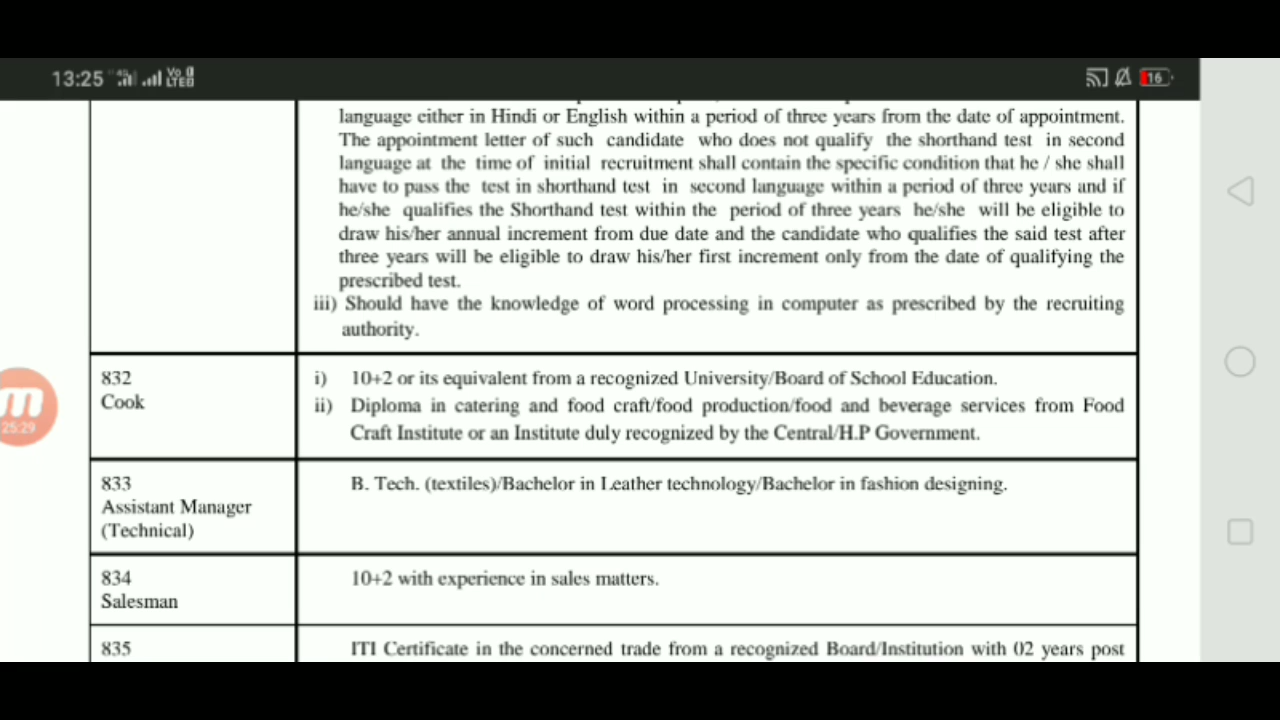 13:25 4G Vo LTE 16
language either in Hindi or English within a period of three years from the date of appointment.
The appointment letter of such candidate who does not qualify the shorthand test in second
language at the time of initial recruitment shall contain the specific condition that he / she shall
have to pass the test in shorthand test in second language within a period of three years and if
he/she qualifies the Shorthand test within the period of three years he/she will be eligible to
draw his/her annual increment from due date and the candidate who qualifies the said test after
three years will be eligible to draw his/her first increment only from the date of qualifying the
prescribed test.
iii) Should have the knowledge of word processing in computer as prescribed by the recruiting
authority.
832
Cook
i) 10+2 or its equivalent from a recognized University/Board of School Education.
ii) Diploma in catering and food craft/food production/food and beverage services from Food
Craft Institute or an Institute duly recognized by the Central/H.P Government.
25:29
833
Assistant Manager
(Technical)
B. Tech. (textiles)/Bachelor in Leather technology/Bachelor in fashion designing.
834
Salesman
10+2 with experience in sales matters.
835
ITI Certificate in the concerned trade from a recognized Board/Institution with 02 years post